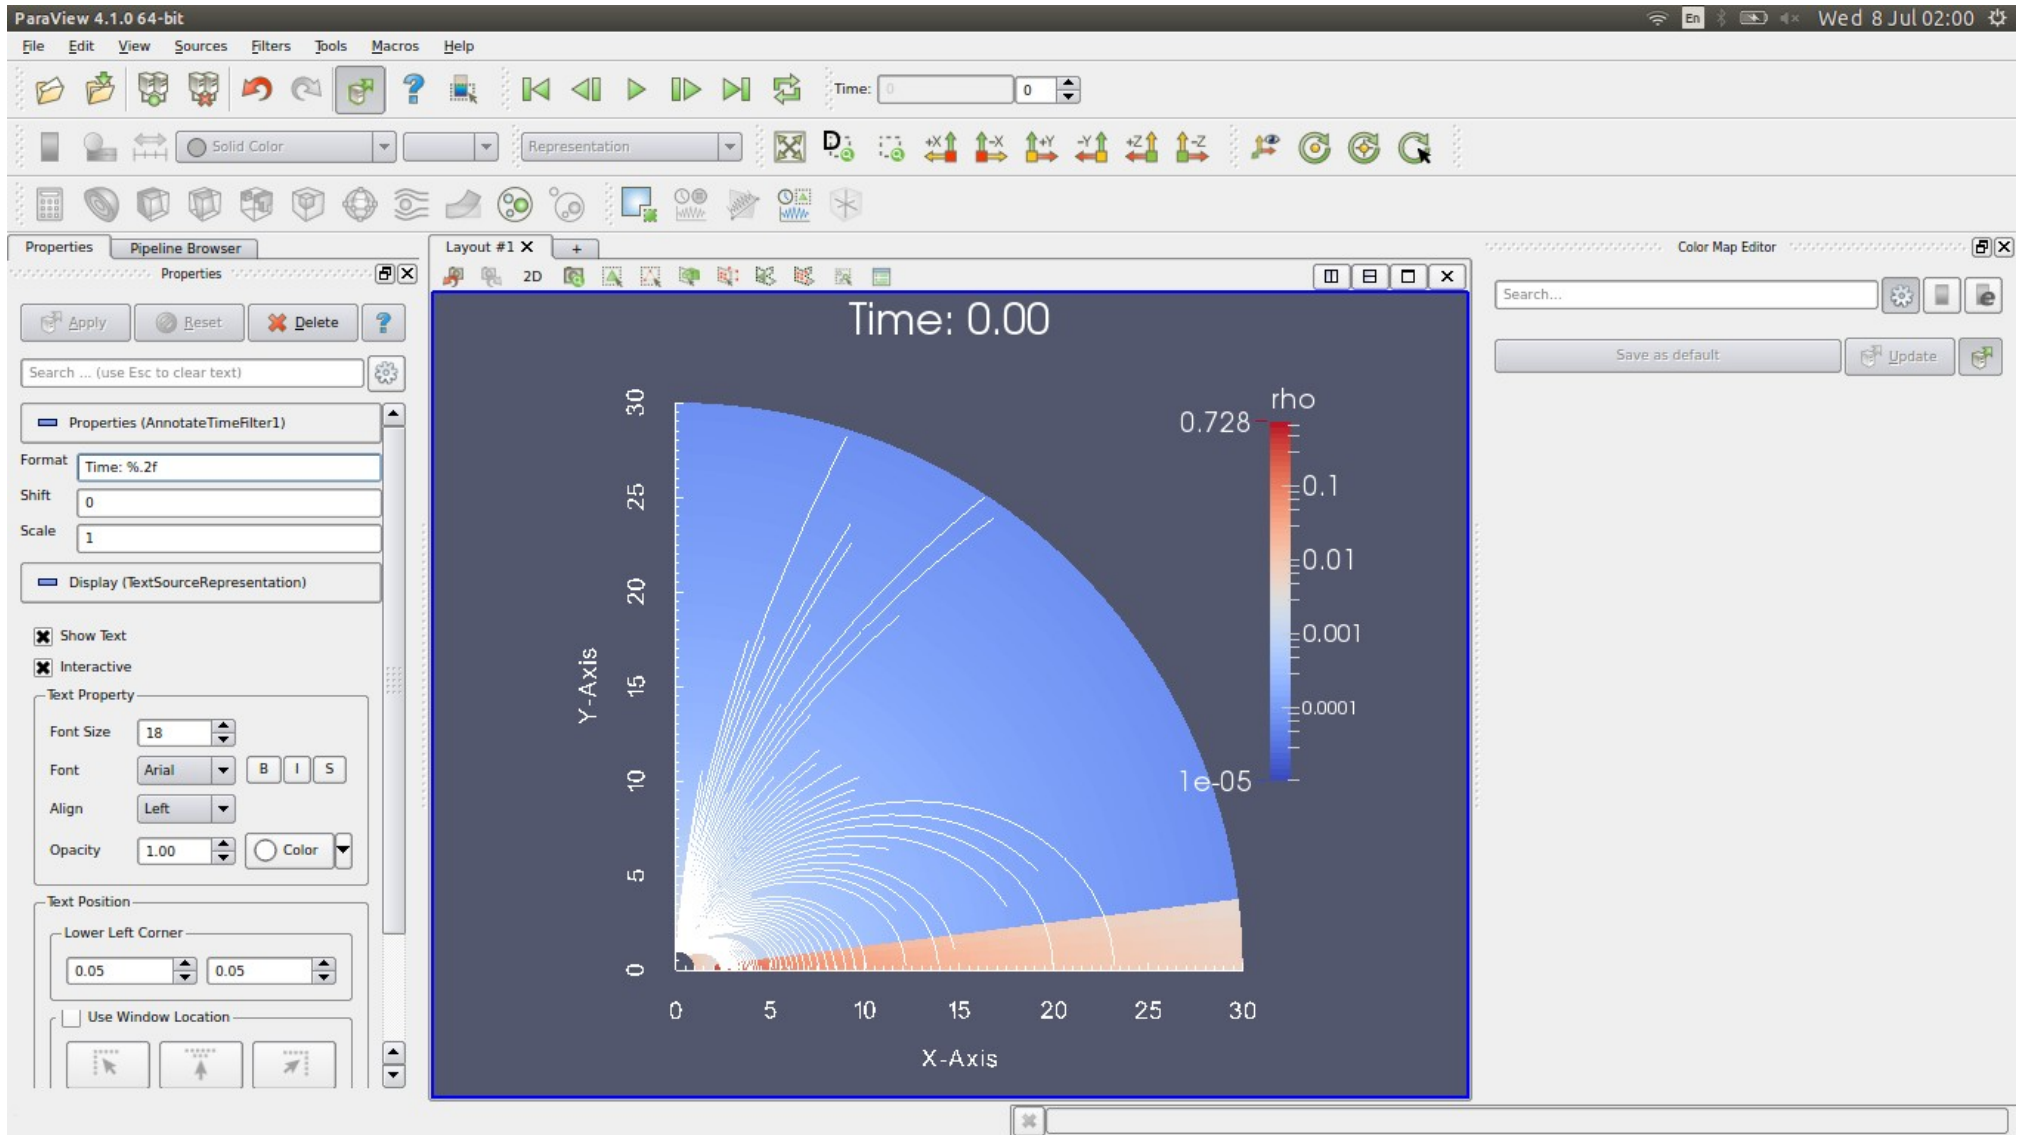 ParaView 4.1.0 64-bit
En
Wed 8 Jul 02:00
File Edit View Sources Filters Tools Macros Help
Time: 0 0
Solid Color
Representation
+X -X +Y -Y +Z -Z
Properties Pipeline Browser
Properties
Apply Reset Delete ?
Search ... (use Esc to clear text)
Properties (AnnotateTimeFilter1)
Format Time: %.2f
Shift 0
Scale 1
Display (TextSourceRepresentation)
Show Text
Interactive
Text Property
Font Size 18
Font Arial B I S
Align Left
Opacity 1.00 Color
Text Position
Lower Left Corner
0.05 0.05
Use Window Location
Layout #1 X +
2D
Time: 0.00
rho
0.728
0.1
0.01
0.001
0.0001
1e-05
Y-Axis
30
25
20
15
10
5
0
0 5 10 15 20 25 30
X-Axis
Color Map Editor
Search...
e
Save as default Update